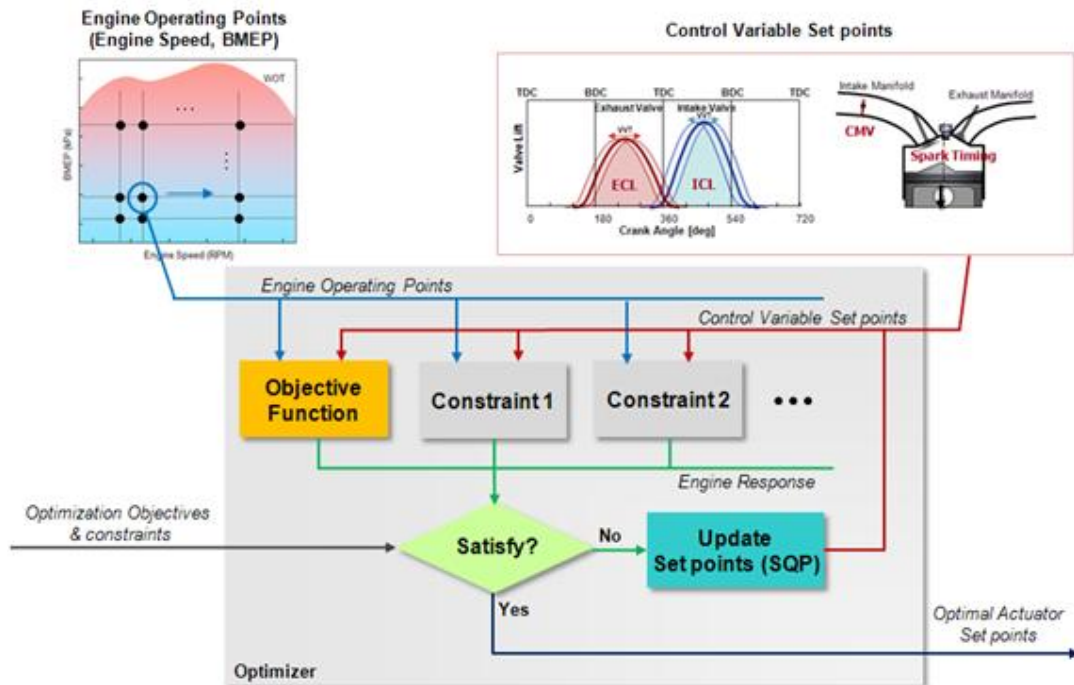 Engine Operating Points
(Engine Speed, BMEP)
WOT
...
BMEP (kPa)
Engine Speed (RPM)
Control Variable Set points
TDC BDC TDC BDC TDC
Exhaust Valve Intake Valve
VVT VVT
Valve Lift
ECL ICL
0 180 360 540 720
Crank Angle [deg]
Intake Manifold
Exhaust Manifold
CMV
Spark Timing
Engine Operating Points
Control Variable Set points
Objective
Function
Constraint 1
Constraint 2
•••
Engine Response
Optimization Objectives
& constraints
Satisfy?
No
Update
Set points (SQP)
Yes
Optimal Actuator
Set points
Optimizer